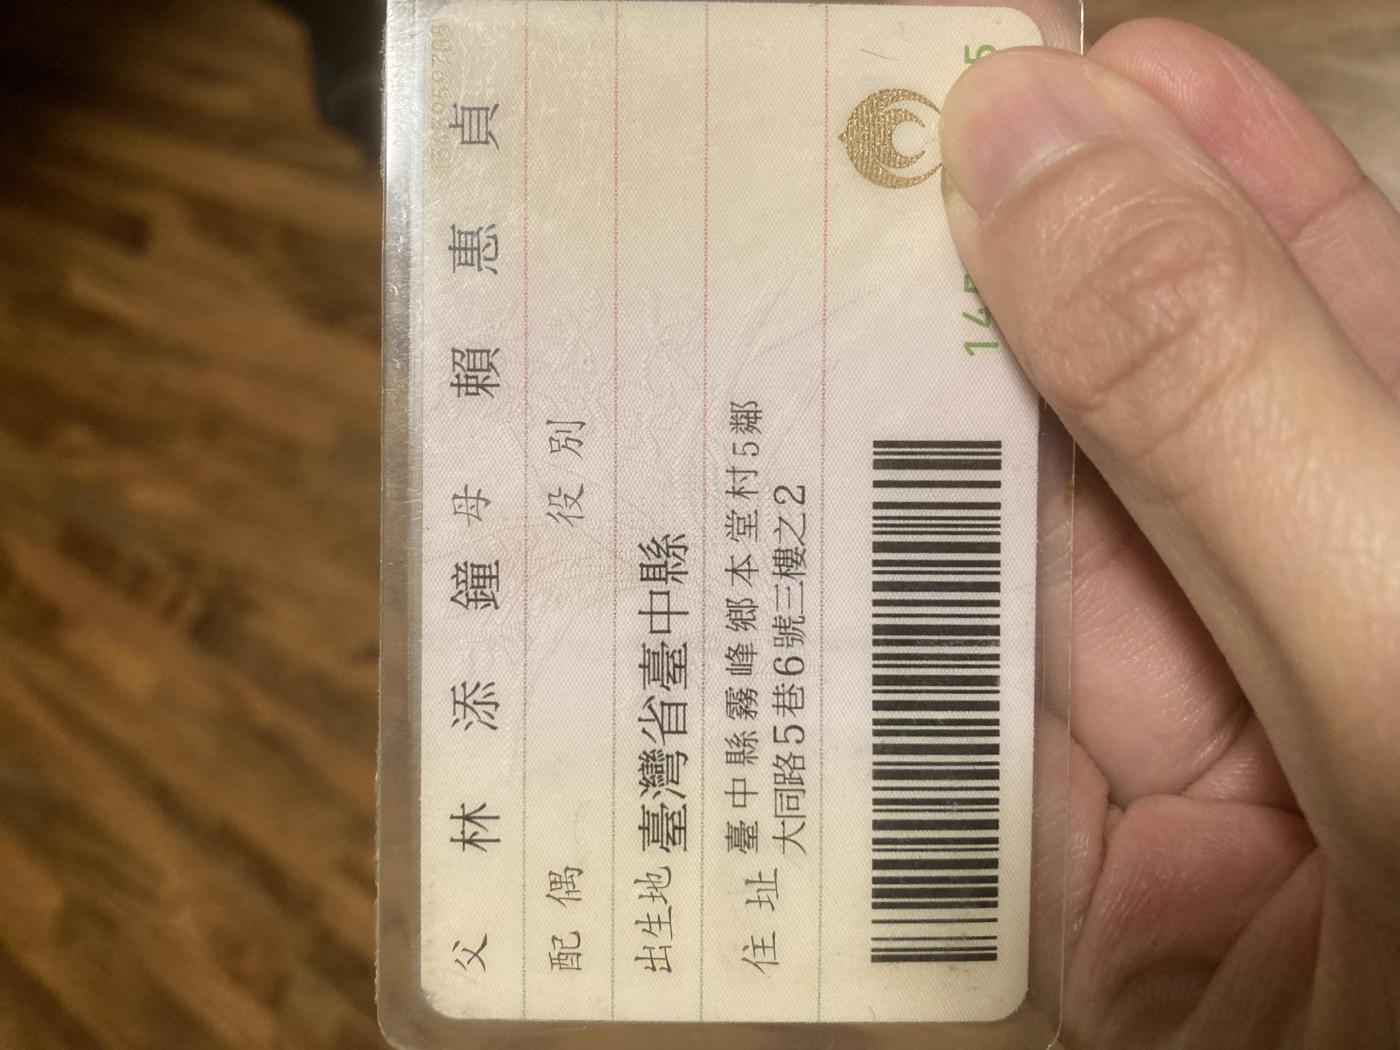 父 林 添 鐘 母 賴 惠 貞
配偶 役別
出生地 臺灣省臺中縣
住址 臺中縣霧峰鄉本堂村5鄰
大同路5巷6號三樓之2